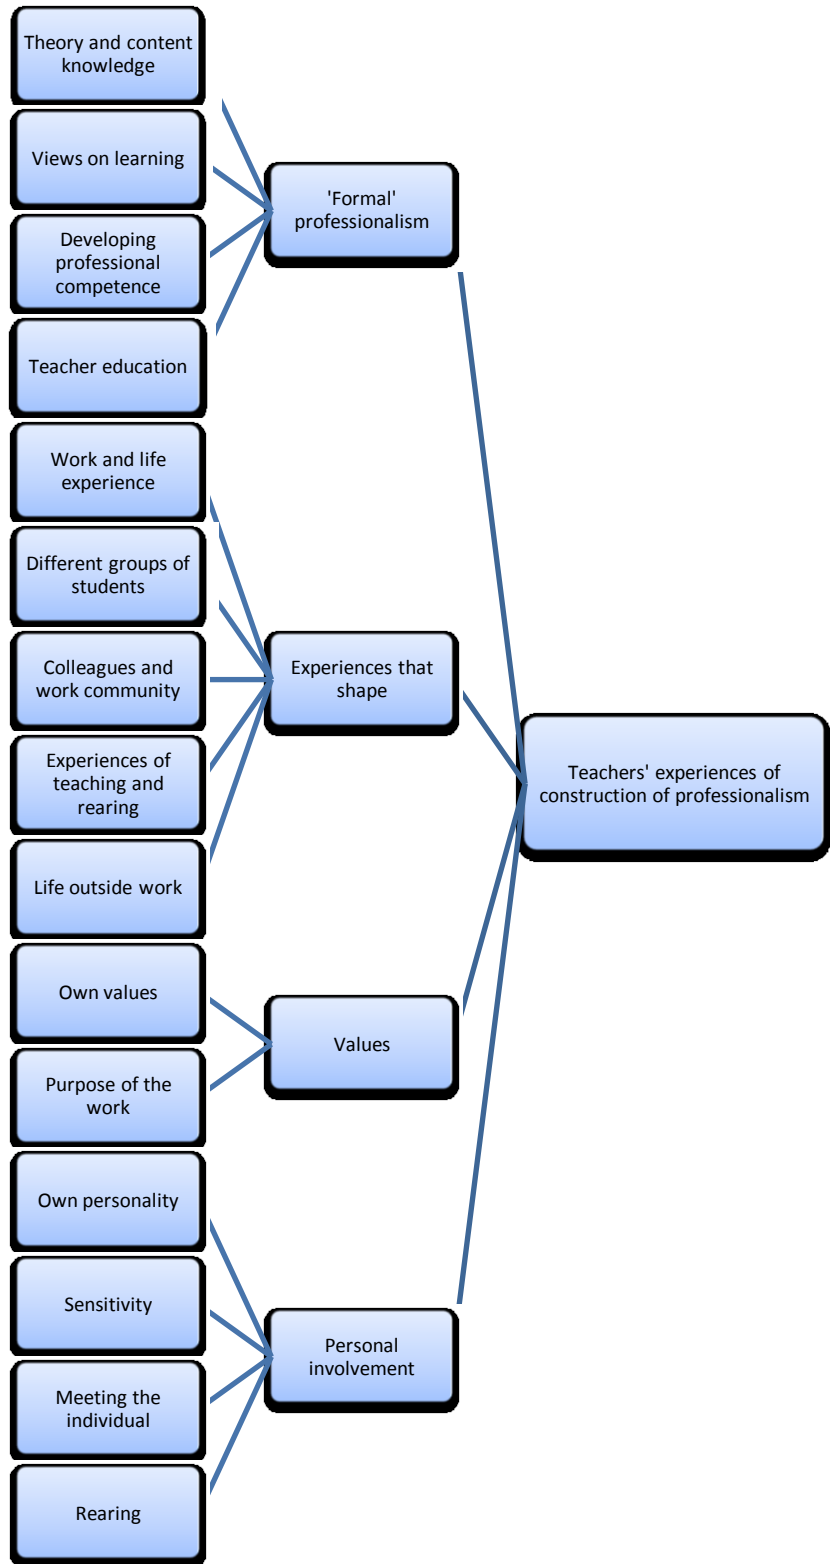 Theory and content
knowledge
Views on learning
Developing
professional
competence
Teacher education
'Formal'
professionalism
Work and life
experience
Different groups of
students
Colleagues and
work community
Experiences of
teaching and
rearing
Life outside work
Experiences that
shape
Own values
Purpose of the
work
Values
Own personality
Sensitivity
Meeting the
individual
Rearing
Personal
involvement
Teachers' experiences of
construction of professionalism